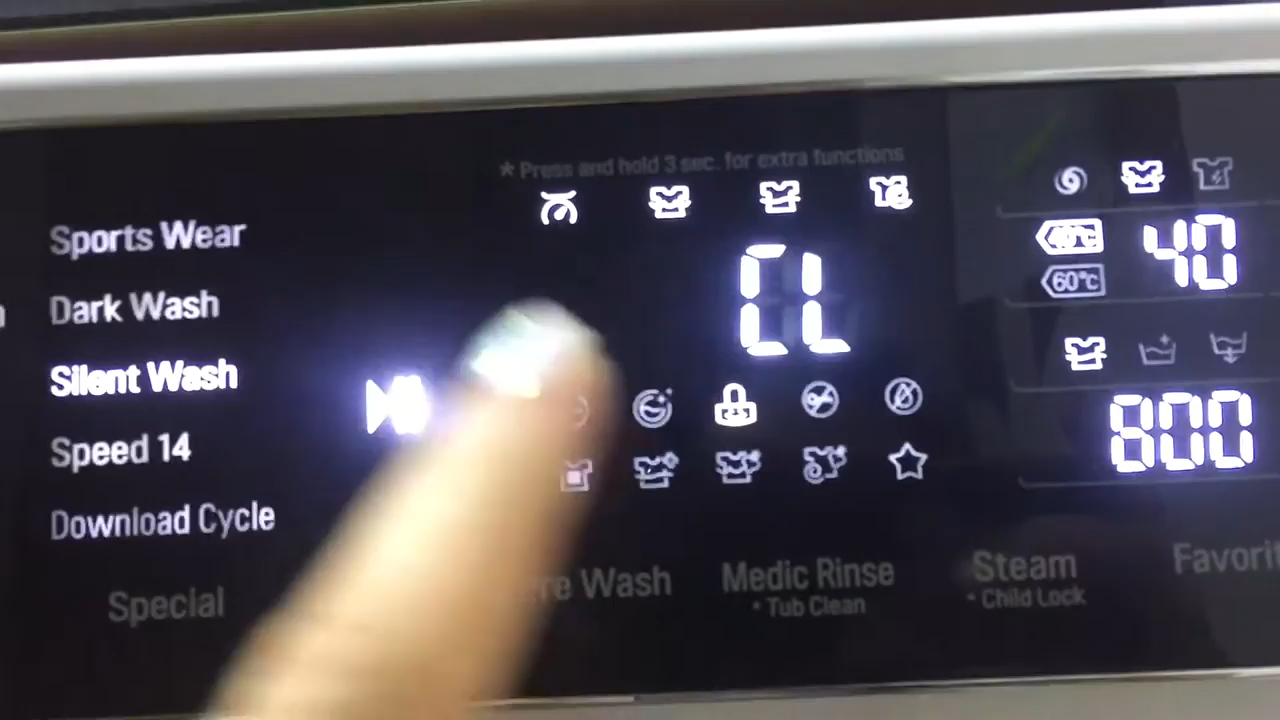 * Press and hold 3 sec. for extra functions
Sports Wear
Dark Wash
Silent Wash
Speed 14
Download Cycle
Special
CL
40
60°c
800
Wash
Medic Rinse
• Tub Clean
Steam
• Child Lock